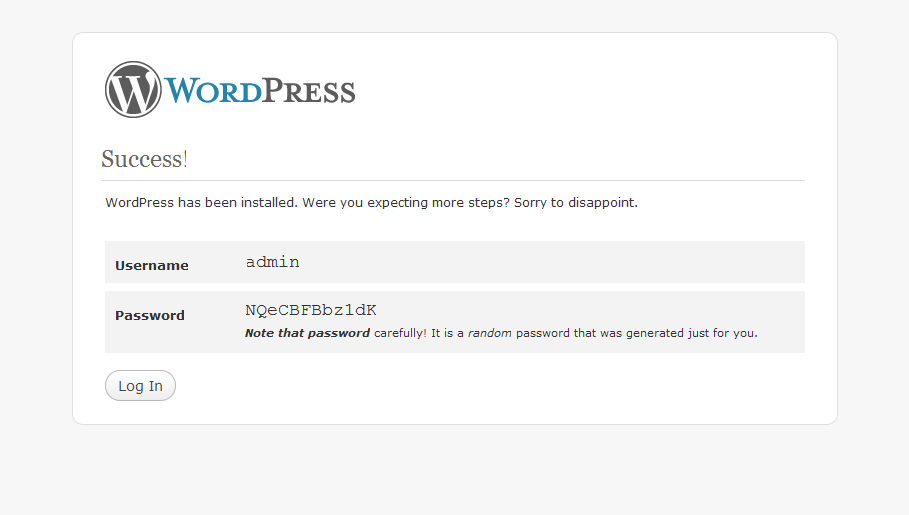 WORDPRESS
Success!
WordPress has been installed. Were you expecting more steps? Sorry to disappoint.
Username admin
Password NQeCBFBbz1dK
Note that password carefully! It is a random password that was generated just for you.
Log In